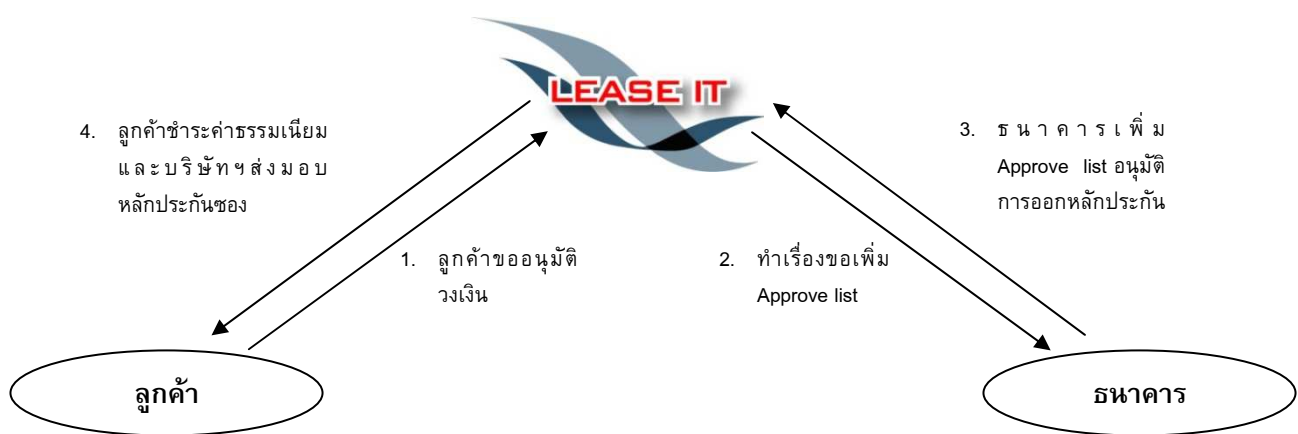 LEASE IT
4. ลูกค้าชำระค่าธรรมเนียม
และบริษัทฯส่งมอบ
หลักประกันซอง
3. ธนาคารเพิ่ม
Approve list อนุมัติ
การออกหลักประกัน
1. ลูกค้าขออนุมัติ
วงเงิน
2. ทำเรื่องขอเพิ่ม
Approve list
ลูกค้า
ธนาคาร